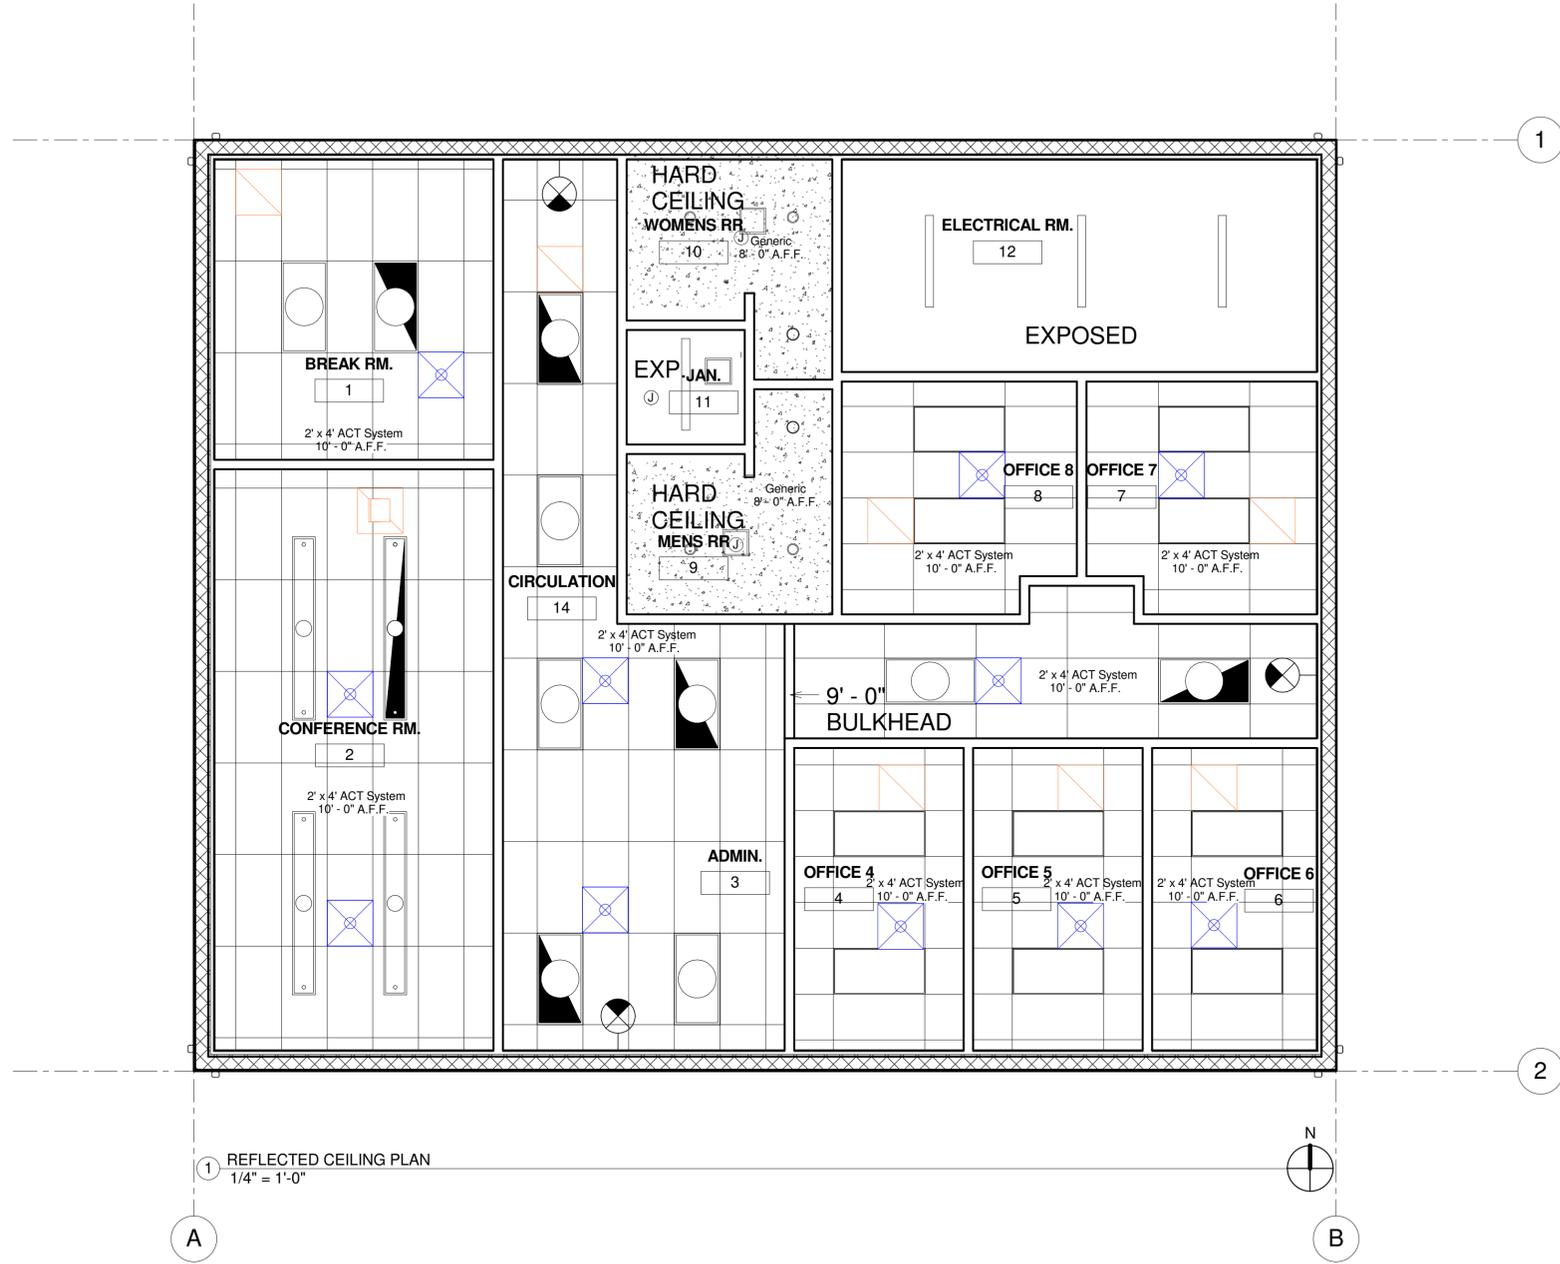 1
HARD
CEILING
WOMENS RR
10
J
Generic
8' - 0" A.F.F.
ELECTRICAL RM.
12
EXPOSED
BREAK RM.
1
2' x 4' ACT System
10' - 0" A.F.F.
EXP.
JAN.
11
J
OFFICE 8
8
2' x 4' ACT System
10' - 0" A.F.F.
OFFICE 7
7
2' x 4' ACT System
10' - 0" A.F.F.
HARD
CEILING
MENS RR
J
9
Generic
8' - 0" A.F.F.
CIRCULATION
14
2' x 4' ACT System
10' - 0" A.F.F.
9' - 0"
BULKHEAD
2' x 4' ACT System
10' - 0" A.F.F.
CONFERENCE RM.
2
2' x 4' ACT System
10' - 0" A.F.F.
ADMIN.
3
OFFICE 4
4
2' x 4' ACT System
10' - 0" A.F.F.
OFFICE 5
5
2' x 4' ACT System
10' - 0" A.F.F.
OFFICE 6
6
2' x 4' ACT System
10' - 0" A.F.F.
2
1
REFLECTED CEILING PLAN
1/4" = 1'-0"
N
A
B